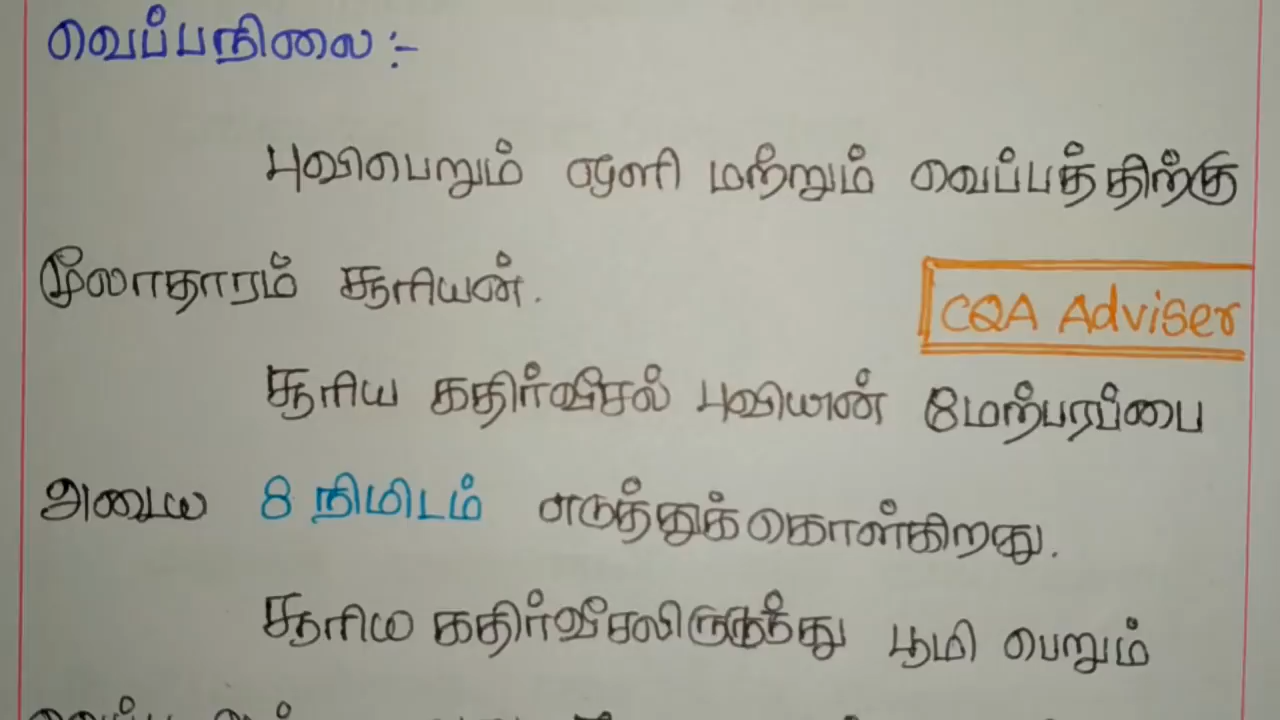 வெப்பநிலை :-
புவிபெறும் ஒளி மற்றும் வெப்பத்திற்கு
மூலாதாரம் சூரியன்.
CQA Adviser
சூரிய கதிர்வீசல் புவியின் மேற்பரப்பை
அடைய 8 நிமிடம் எடுத்துக்கொள்கிறது.
சூரிய கதிர்வீசலிருந்து பூமி பெறும்